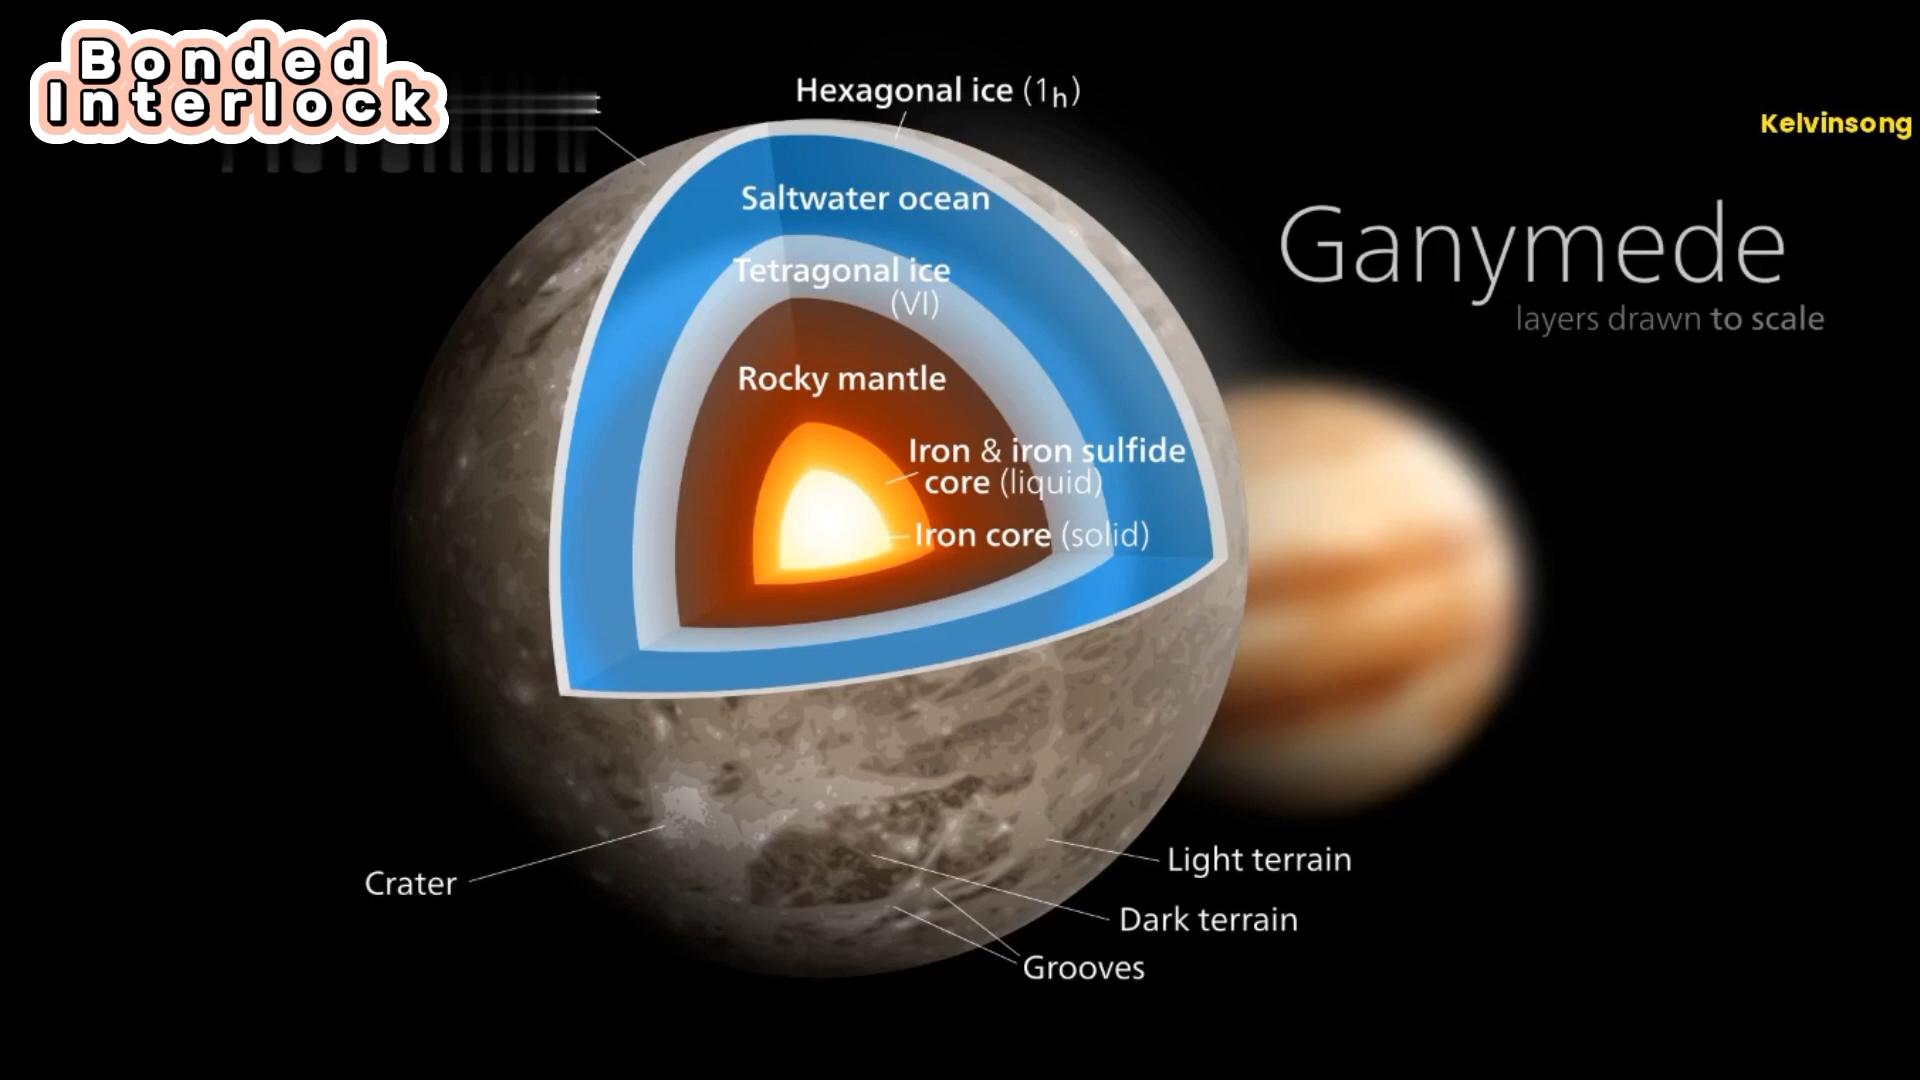 Bonded
Interlock
Hexagonal ice (1h)
Kelvinsong
Saltwater ocean
Ganymede
layers drawn to scale
Tetragonal ice
(VI)
Rocky mantle
Iron & iron sulfide
core (liquid)
Iron core (solid)
Crater
Light terrain
Dark terrain
Grooves